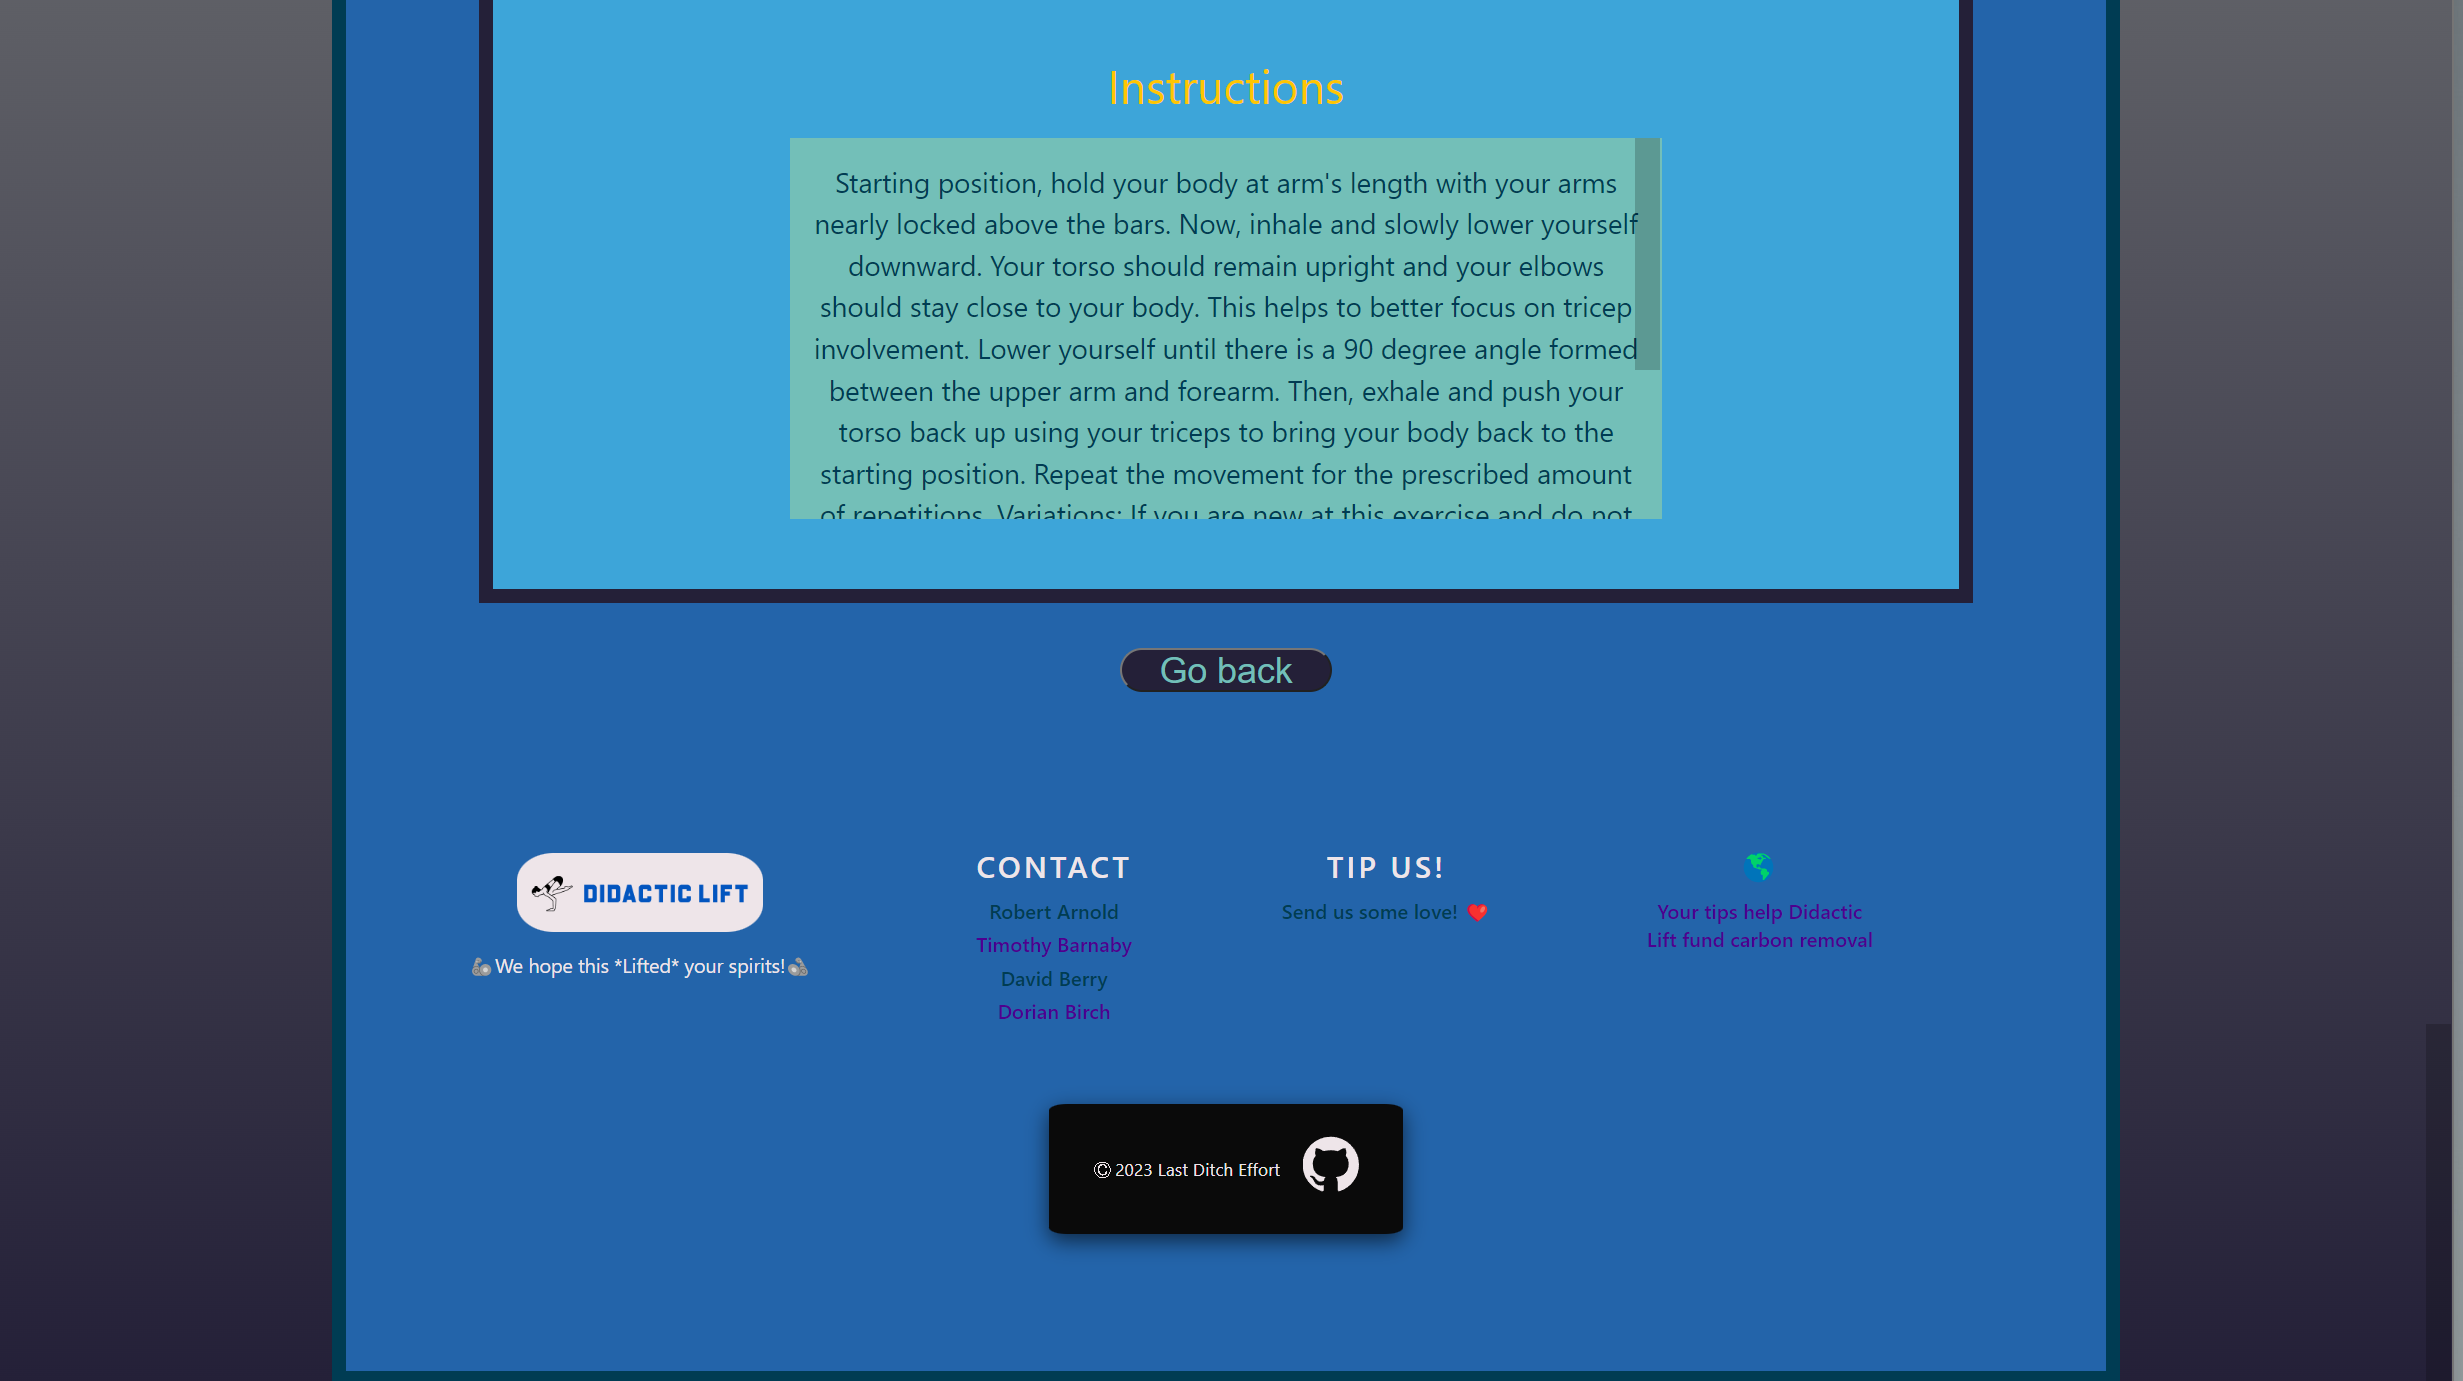 Instructions
Starting position, hold your body at arm's length with your arms
nearly locked above the bars. Now, inhale and slowly lower yourself
downward. Your torso should remain upright and your elbows
should stay close to your body. This helps to better focus on tricep
involvement. Lower yourself until there is a 90 degree angle formed
between the upper arm and forearm. Then, exhale and push your
torso back up using your triceps to bring your body back to the
starting position. Repeat the movement for the prescribed amount
of repetitions. Variations: If you are new at this exercise and do not
Go back
DIDACTIC LIFT
🦾We hope this *Lifted* your spirits!🦾
CONTACT
Robert Arnold
Timothy Barnaby
David Berry
Dorian Birch
TIP US!
Send us some love! ❤️
🌎
Your tips help Didactic
Lift fund carbon removal
© 2023 Last Ditch Effort